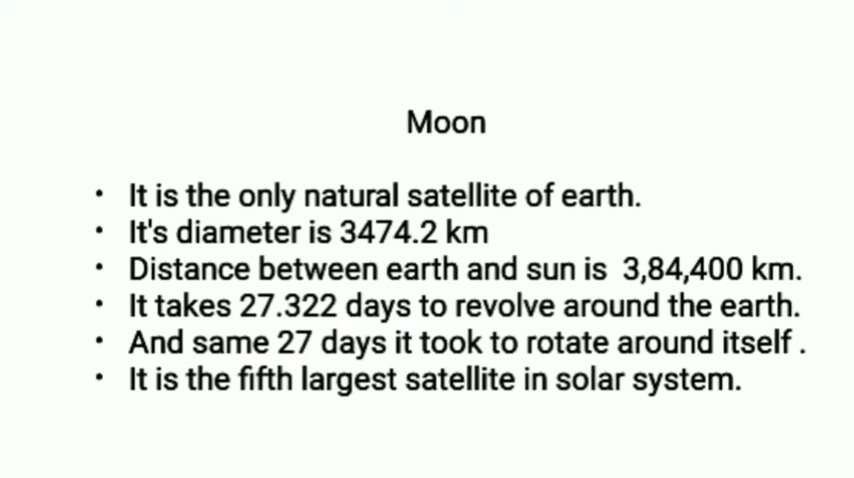 Moon
• It is the only natural satellite of earth.
• It's diameter is 3474.2 km
• Distance between earth and sun is 3,84,400 km.
• It takes 27.322 days to revolve around the earth.
• And same 27 days it took to rotate around itself .
• It is the fifth largest satellite in solar system.